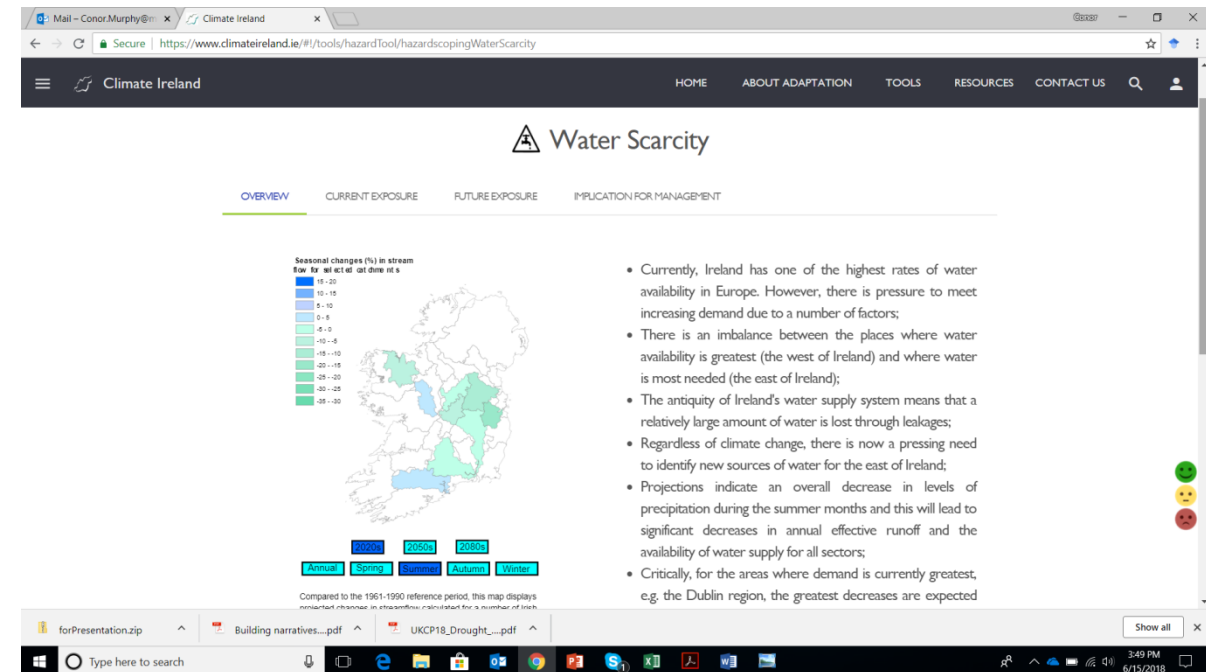 Mail – Conor.Murphy@m
Climate Ireland
Conor
Secure
https://www.climateireland.ie/#!/tools/hazardTool/hazardscopingWaterScarcity
Climate Ireland
HOME
ABOUT ADAPTATION
TOOLS
RESOURCES
CONTACT US
Water Scarcity
OVERVIEW
CURRENT EXPOSURE
FUTURE EXPOSURE
IMPLICATION FOR MANAGEMENT
Seasonal changes (%) in stream
flow for selected catchments
15 - 20
10 - 15
5 - 10
0 - 5
-5 - 0
-10 - -5
-15 - -10
-20 - -15
-25 - -20
-30 - -25
-35 - -30
2020s
2050s
2080s
Annual
Spring
Summer
Autumn
Winter
Compared to the 1961-1990 reference period, this map displays
projected changes in streamflow calculated for a number of Irish
• Currently, Ireland has one of the highest rates of water
availability in Europe. However, there is pressure to meet
increasing demand due to a number of factors;
• There is an imbalance between the places where water
availability is greatest (the west of Ireland) and where water
is most needed (the east of Ireland);
• The antiquity of Ireland's water supply system means that a
relatively large amount of water is lost through leakages;
• Regardless of climate change, there is now a pressing need
to identify new sources of water for the east of Ireland;
• Projections indicate an overall decrease in levels of
precipitation during the summer months and this will lead to
significant decreases in annual effective runoff and the
availability of water supply for all sectors;
• Critically, for the areas where demand is currently greatest,
e.g. the Dublin region, the greatest decreases are expected
forPresentation.zip
Building narratives....pdf
UKCP18_Drought_....pdf
Show all
Type here to search
3:49 PM
6/15/2018